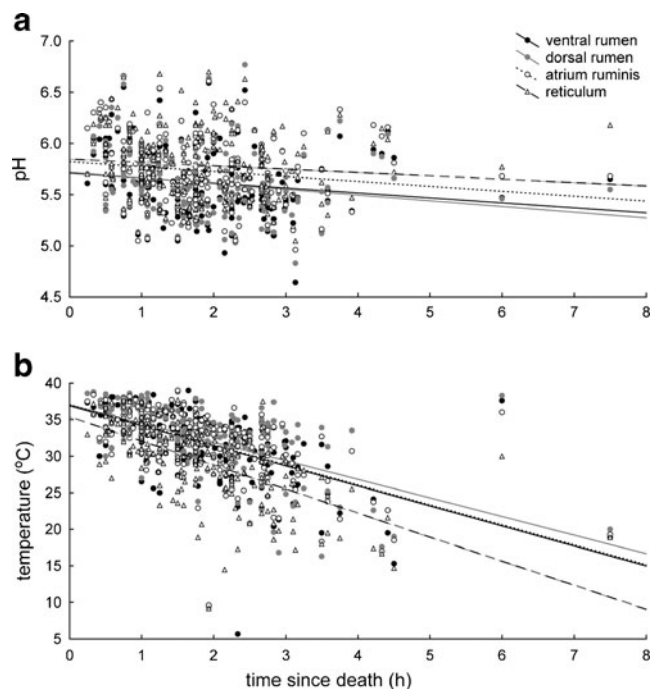 a
7.0
6.5
6.0
5.5
5.0
4.5
pH
ventral rumen
dorsal rumen
atrium ruminis
reticulum
0 1 2 3 4 5 6 7 8
b
40
35
30
25
20
15
10
5
temperature (ºC)
0 1 2 3 4 5 6 7 8
time since death (h)